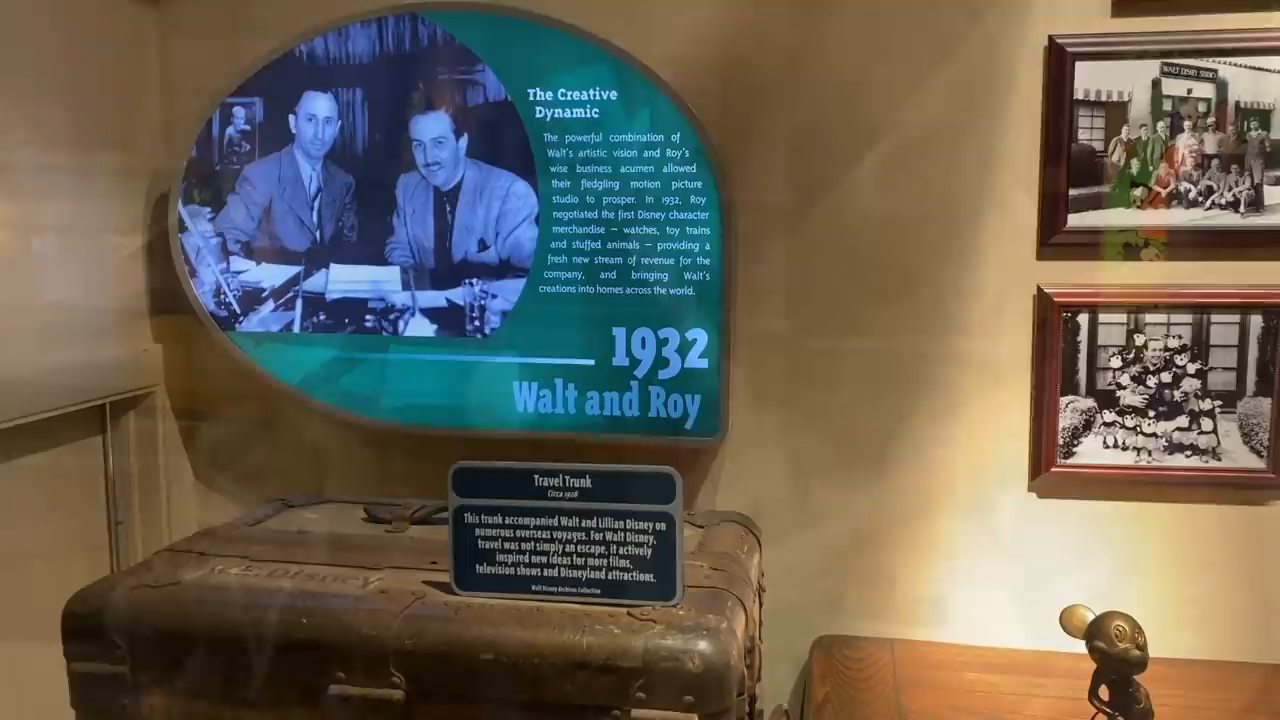 The Creative
Dynamic
The powerful combination of
Walt's artistic vision and Roy's
wise business acumen allowed
their fledgling motion picture
studio to prosper. In 1932, Roy
negotiated the first Disney character
merchandise – watches, toy trains
and stuffed animals – providing a
fresh new stream of revenue for the
company, and bringing Walt's
creations into homes across the world.
1932
Walt and Roy
WALT DISNEY STUDIO
Travel Trunk
Circa 1928
This trunk accompanied Walt and Lillian Disney on
numerous overseas voyages. For Walt Disney,
travel was not simply an escape, it actively
inspired new ideas for more films,
television shows and Disneyland attractions.
Walt Disney Archives Collection
E. Disney